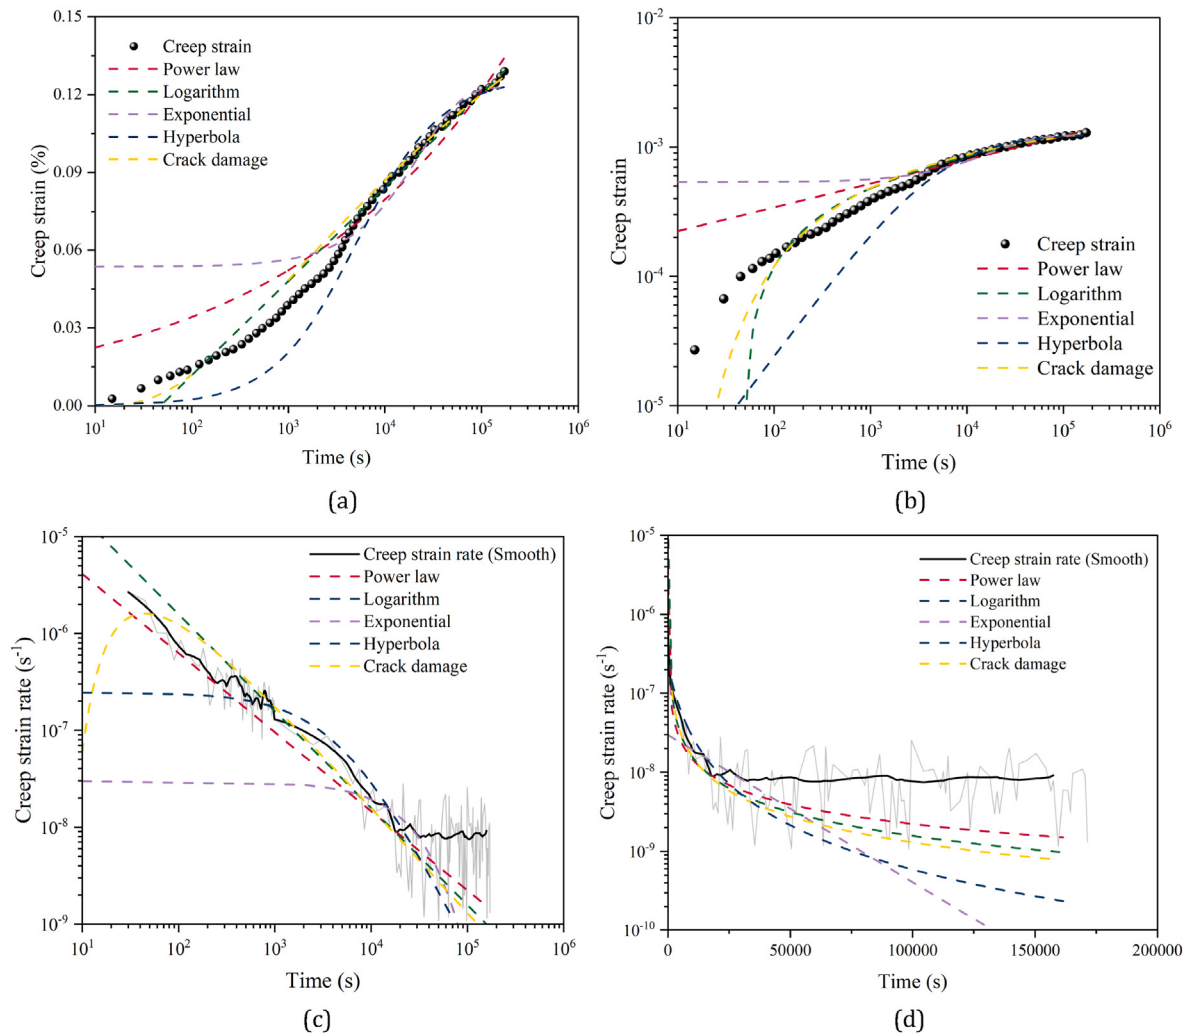 0.15
0.12
0.09
0.06
0.03
0.00
Creep strain (%)
Creep strain
Power law
Logarithm
Exponential
Hyperbola
Crack damage
10¹ 10² 10³ 10⁴ 10⁵ 10⁶
Time (s)
(a)
10⁻²
10⁻³
10⁻⁴
10⁻⁵
Creep strain
Creep strain
Power law
Logarithm
Exponential
Hyperbola
Crack damage
10¹ 10² 10³ 10⁴ 10⁵ 10⁶
Time (s)
(b)
10⁻⁵
10⁻⁶
10⁻⁷
10⁻⁸
10⁻⁹
Creep strain rate (s⁻¹)
Creep strain rate (Smooth)
Power law
Logarithm
Exponential
Hyperbola
Crack damage
10¹ 10² 10³ 10⁴ 10⁵ 10⁶
Time (s)
(c)
10⁻⁵
10⁻⁶
10⁻⁷
10⁻⁸
10⁻⁹
10⁻¹⁰
Creep strain rate (s⁻¹)
Creep strain rate (Smooth)
Power law
Logarithm
Exponential
Hyperbola
Crack damage
0 50000 100000 150000 200000
Time (s)
(d)